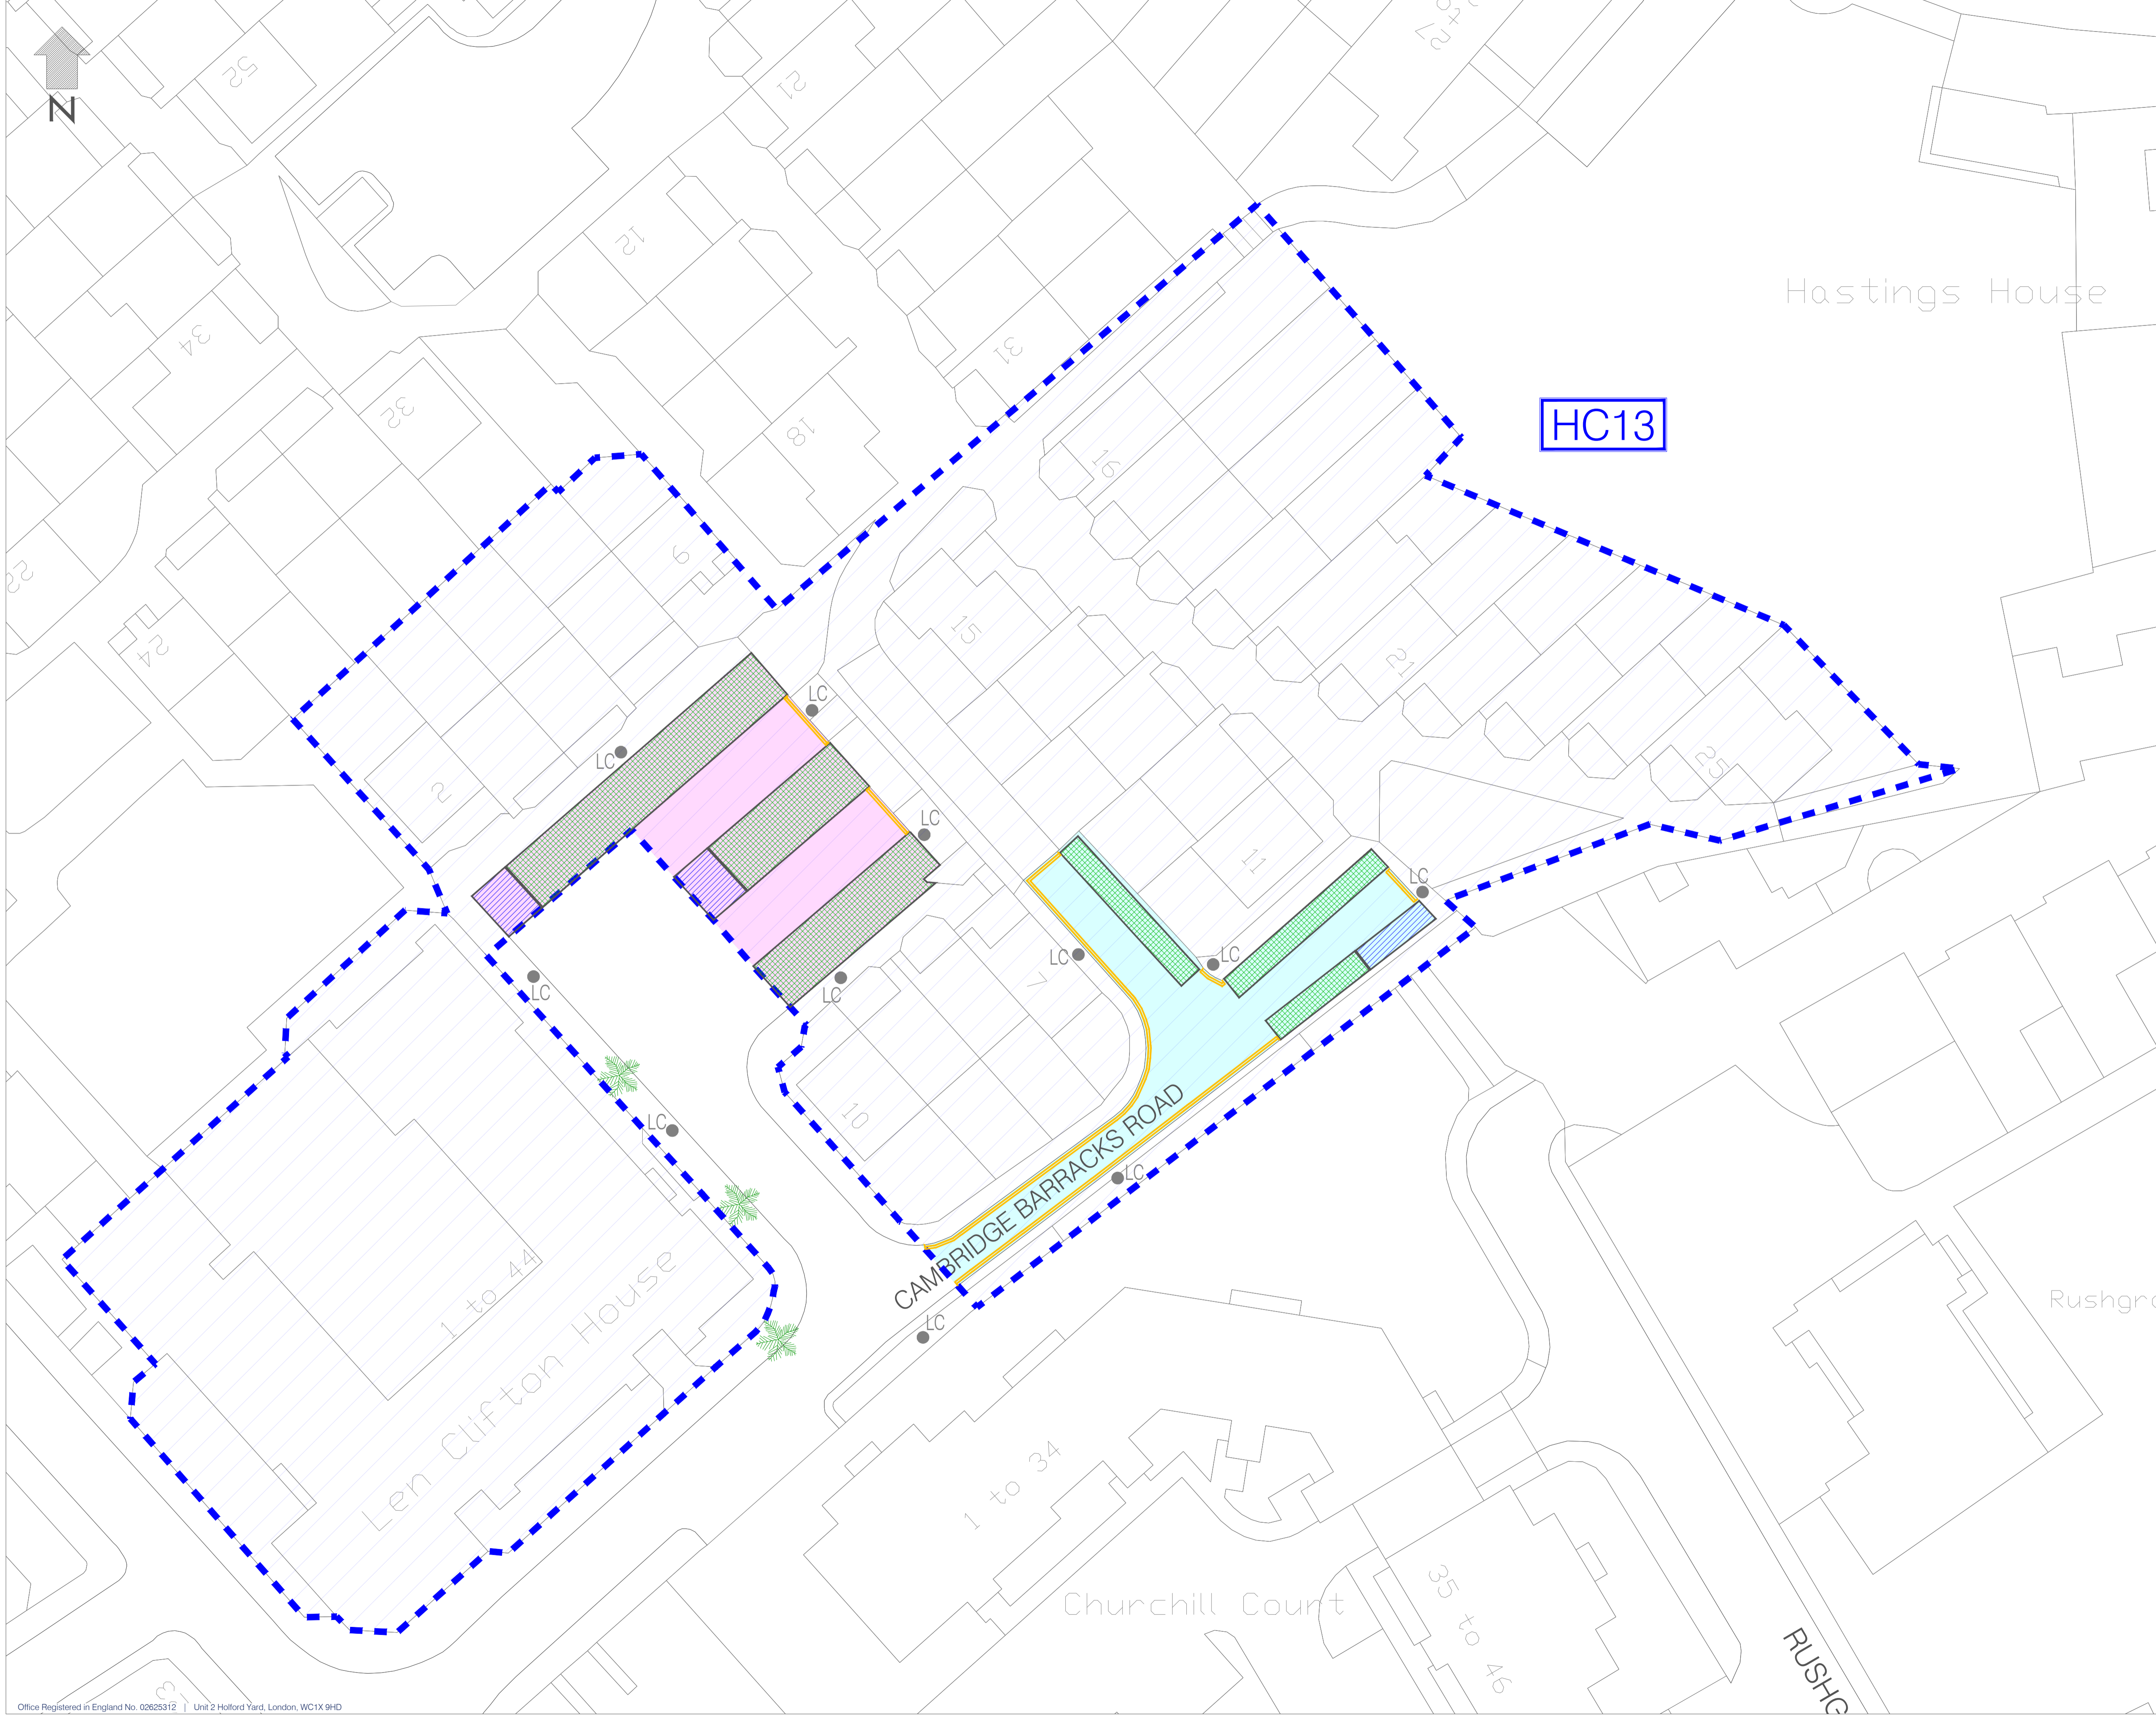 N
52
21
12
34
31
Hastings House
HC13
32
18
16
6
24
15
21
2
25
LC
LC
LC
LC
11
LC
LC
LC
LC
LC
7
10
LC
LC
CAMBRIDGE BARRACKS ROAD
LC
1 to 44
Len Clifton House
1 to 34
Churchill Court
35 to 46
RUSHG
Rushgr
Office Registered in England No. 02625312 | Unit 2 Holford Yard, London, WC1X 9HD